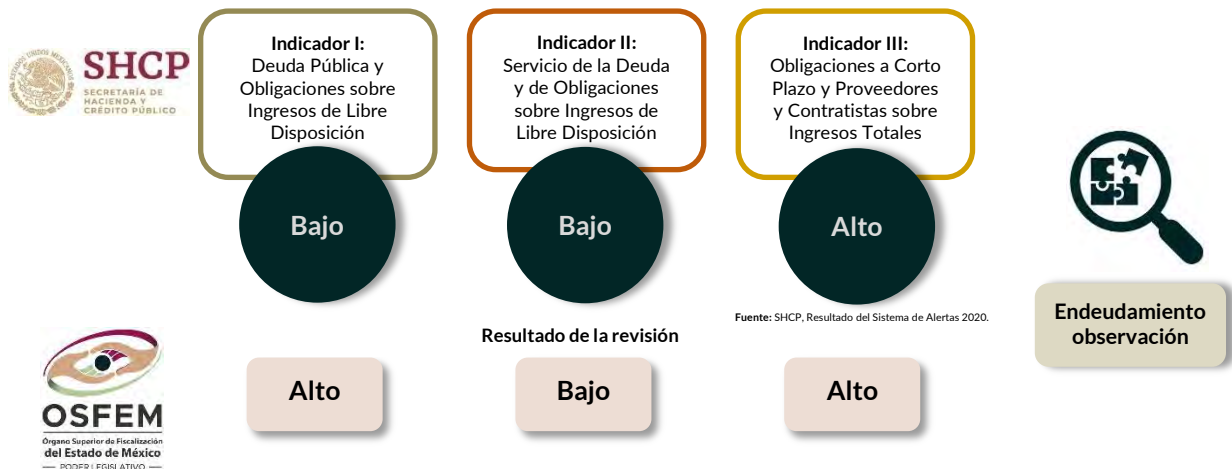 SHCP
SECRETARÍA DE
HACIENDA Y
CRÉDITO PÚBLICO
Indicador I:
Deuda Pública y
Obligaciones sobre
Ingresos de Libre
Disposición
Bajo
Indicador II:
Servicio de la Deuda
y de Obligaciones
sobre Ingresos de
Libre Disposición
Bajo
Indicador III:
Obligaciones a Corto
Plazo y Proveedores
y Contratistas sobre
Ingresos Totales
Alto
Fuente: SHCP, Resultado del Sistema de Alertas 2020.
Endeudamiento
observación
Resultado de la revisión
OSFEM
Órgano Superior de Fiscalización
del Estado de México
PODER LEGISLATIVO
Alto
Bajo
Alto